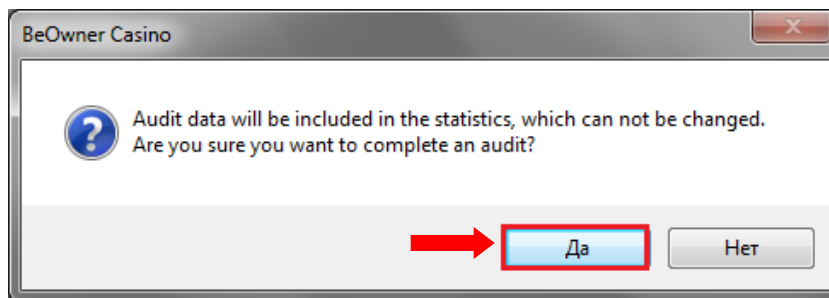 BeOwner Casino
Audit data will be included in the statistics, which can not be changed.
Are you sure you want to complete an audit?
Да
Нет